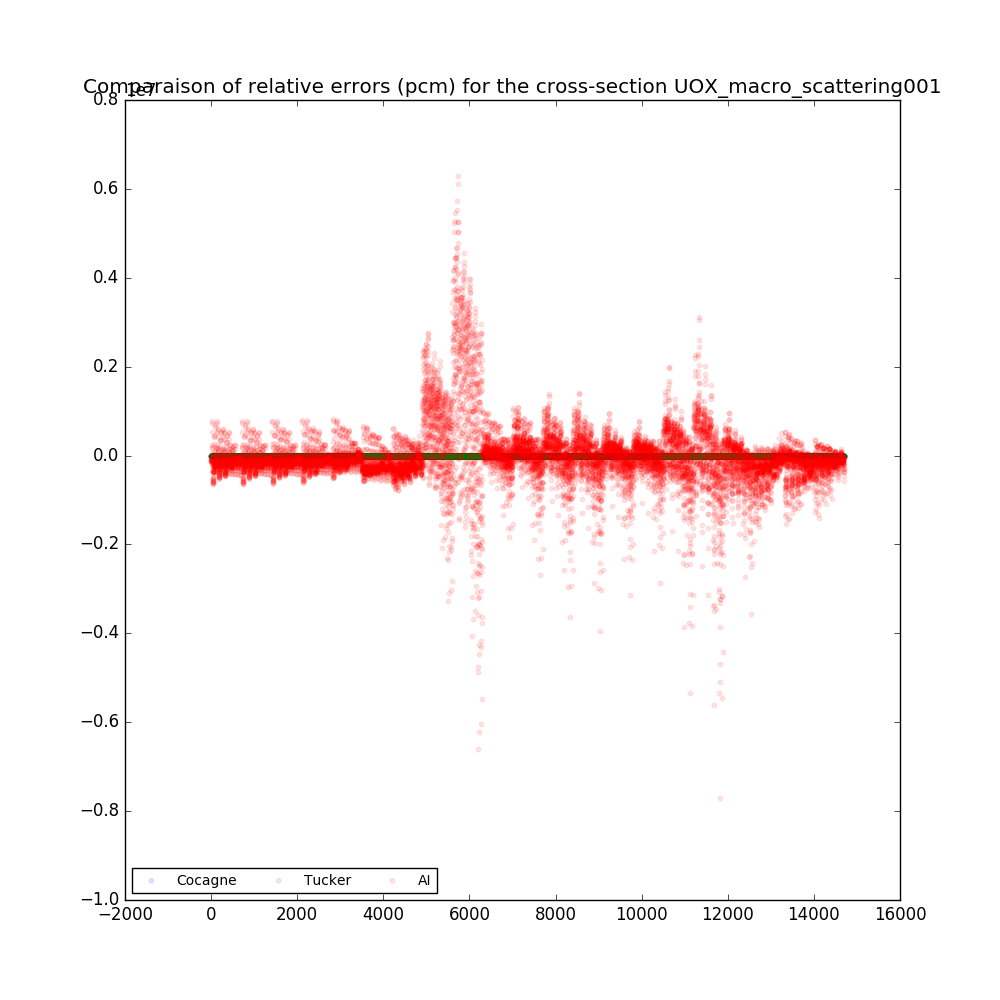 Comparaison of relative errors (pcm) for the cross-section UOX_macro_scattering001
1e7
0.8
0.6
0.4
0.2
0.0
−0.2
−0.4
−0.6
−0.8
−1.0
Cocagne Tucker AI
−2000 0 2000 4000 6000 8000 10000 12000 14000 16000